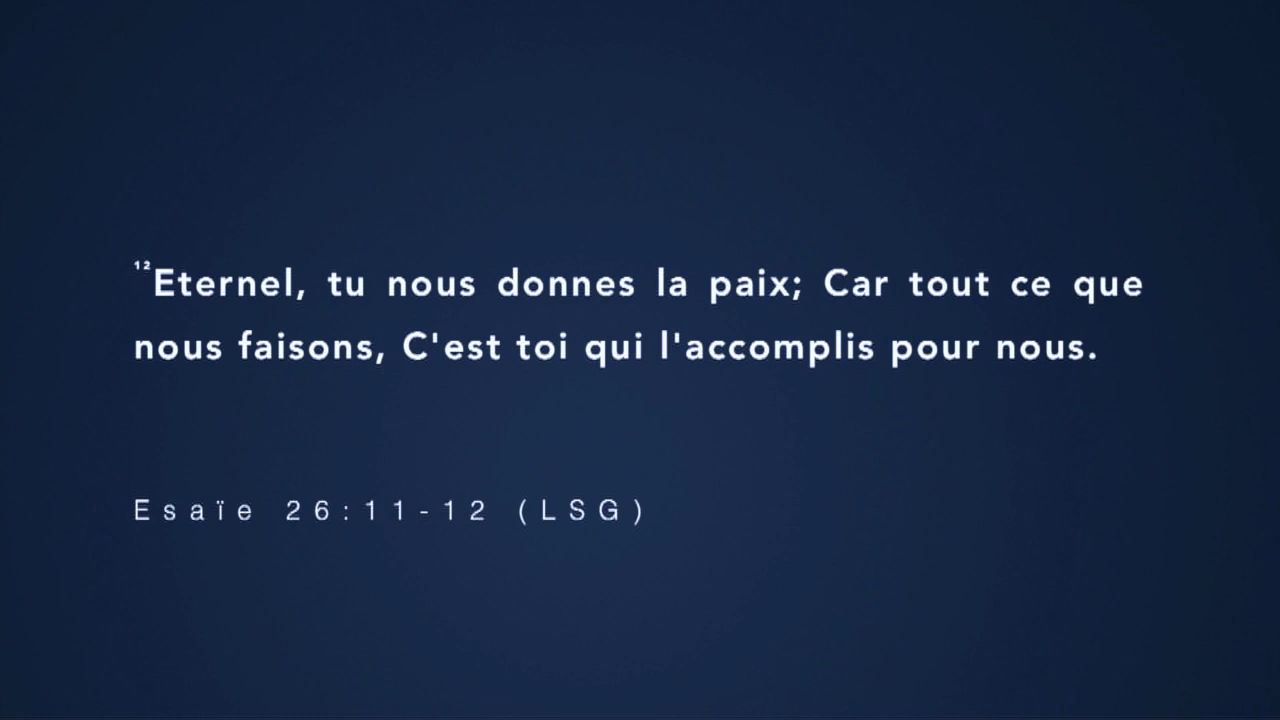 ¹²Eternel, tu nous donnes la paix; Car tout ce que
nous faisons, C'est toi qui l'accomplis pour nous.
Esaïe 26:11-12 (LSG)